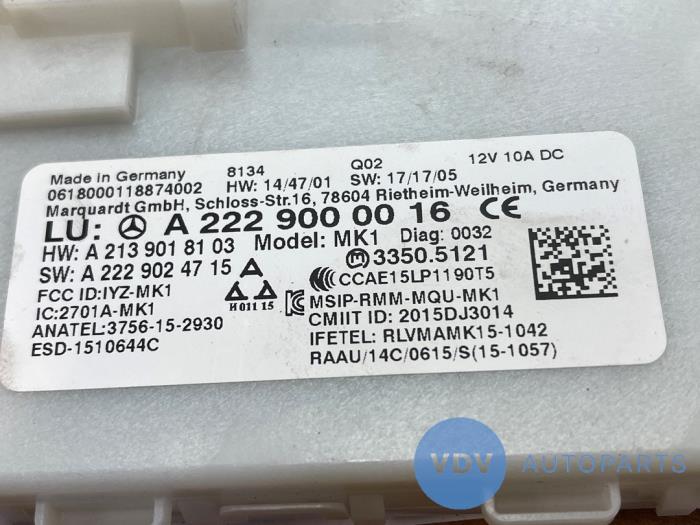 Made in Germany 8134 Q02 12V 10A DC
0618000118874002 HW: 14/47/01 SW: 17/17/05
Marquardt GmbH, Schloss-Str.16, 78604 Rietheim-Weilheim, Germany
LU: A 222 900 00 16 CE
HW: A 213 901 81 03 Model: MK1 Diag: 0032
SW: A 222 902 47 15 A 3350.5121
FCC ID:IYZ-MK1 CCAE15LP1190T5
IC:2701A-MK1 H 011 15 MSIP-RMM-MQU-MK1
ANATEL:3756-15-2930 CMIIT ID: 2015DJ3014
ESD-1510644C IFETEL: RLVMAMK15-1042
RAAU/14C/0615/S(15-1057)
VDV AUTOPARTS